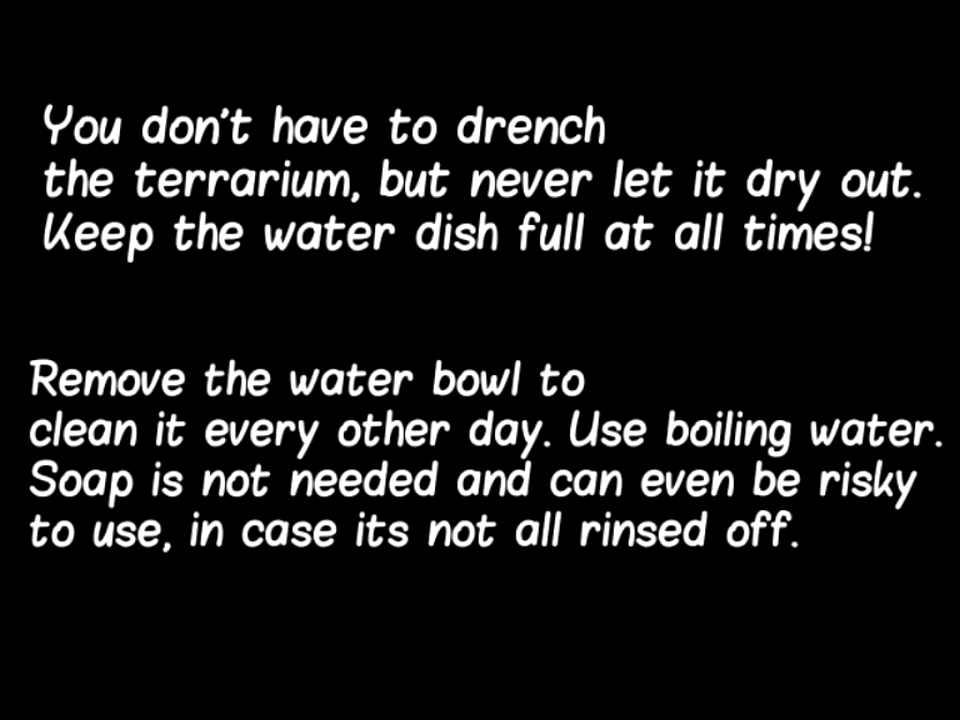 You don't have to drench
the terrarium, but never let it dry out.
Keep the water dish full at all times!
Remove the water bowl to
clean it every other day. Use boiling water.
Soap is not needed and can even be risky
to use, in case its not all rinsed off.